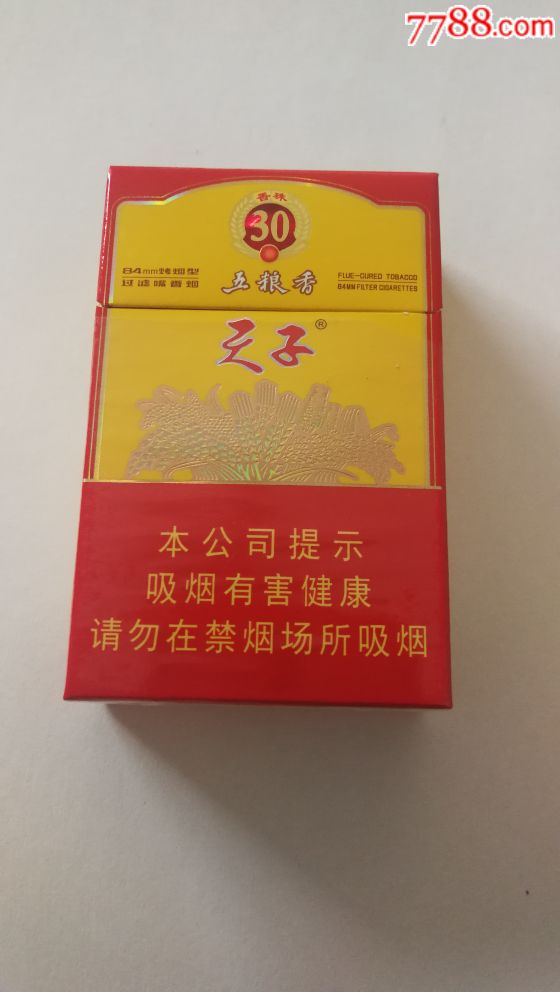 7788.com
香珠
30
84mm烤烟型
过滤嘴香烟
五粮香
FLUE-CURED TOBACCO
84MM FILTER CIGARETTES
天子®
本公司提示
吸烟有害健康
请勿在禁烟场所吸烟